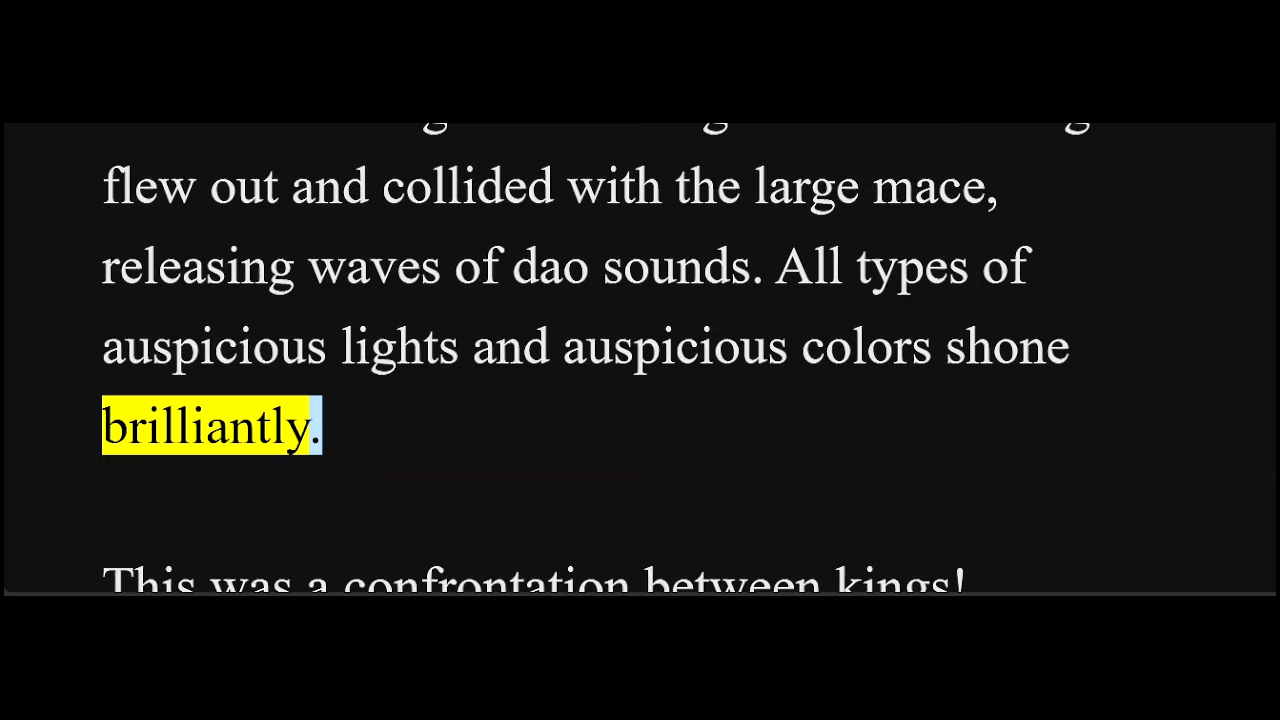 flew out and collided with the large mace,
releasing waves of dao sounds. All types of
auspicious lights and auspicious colors shone
brilliantly.
This was a confrontation between kings!